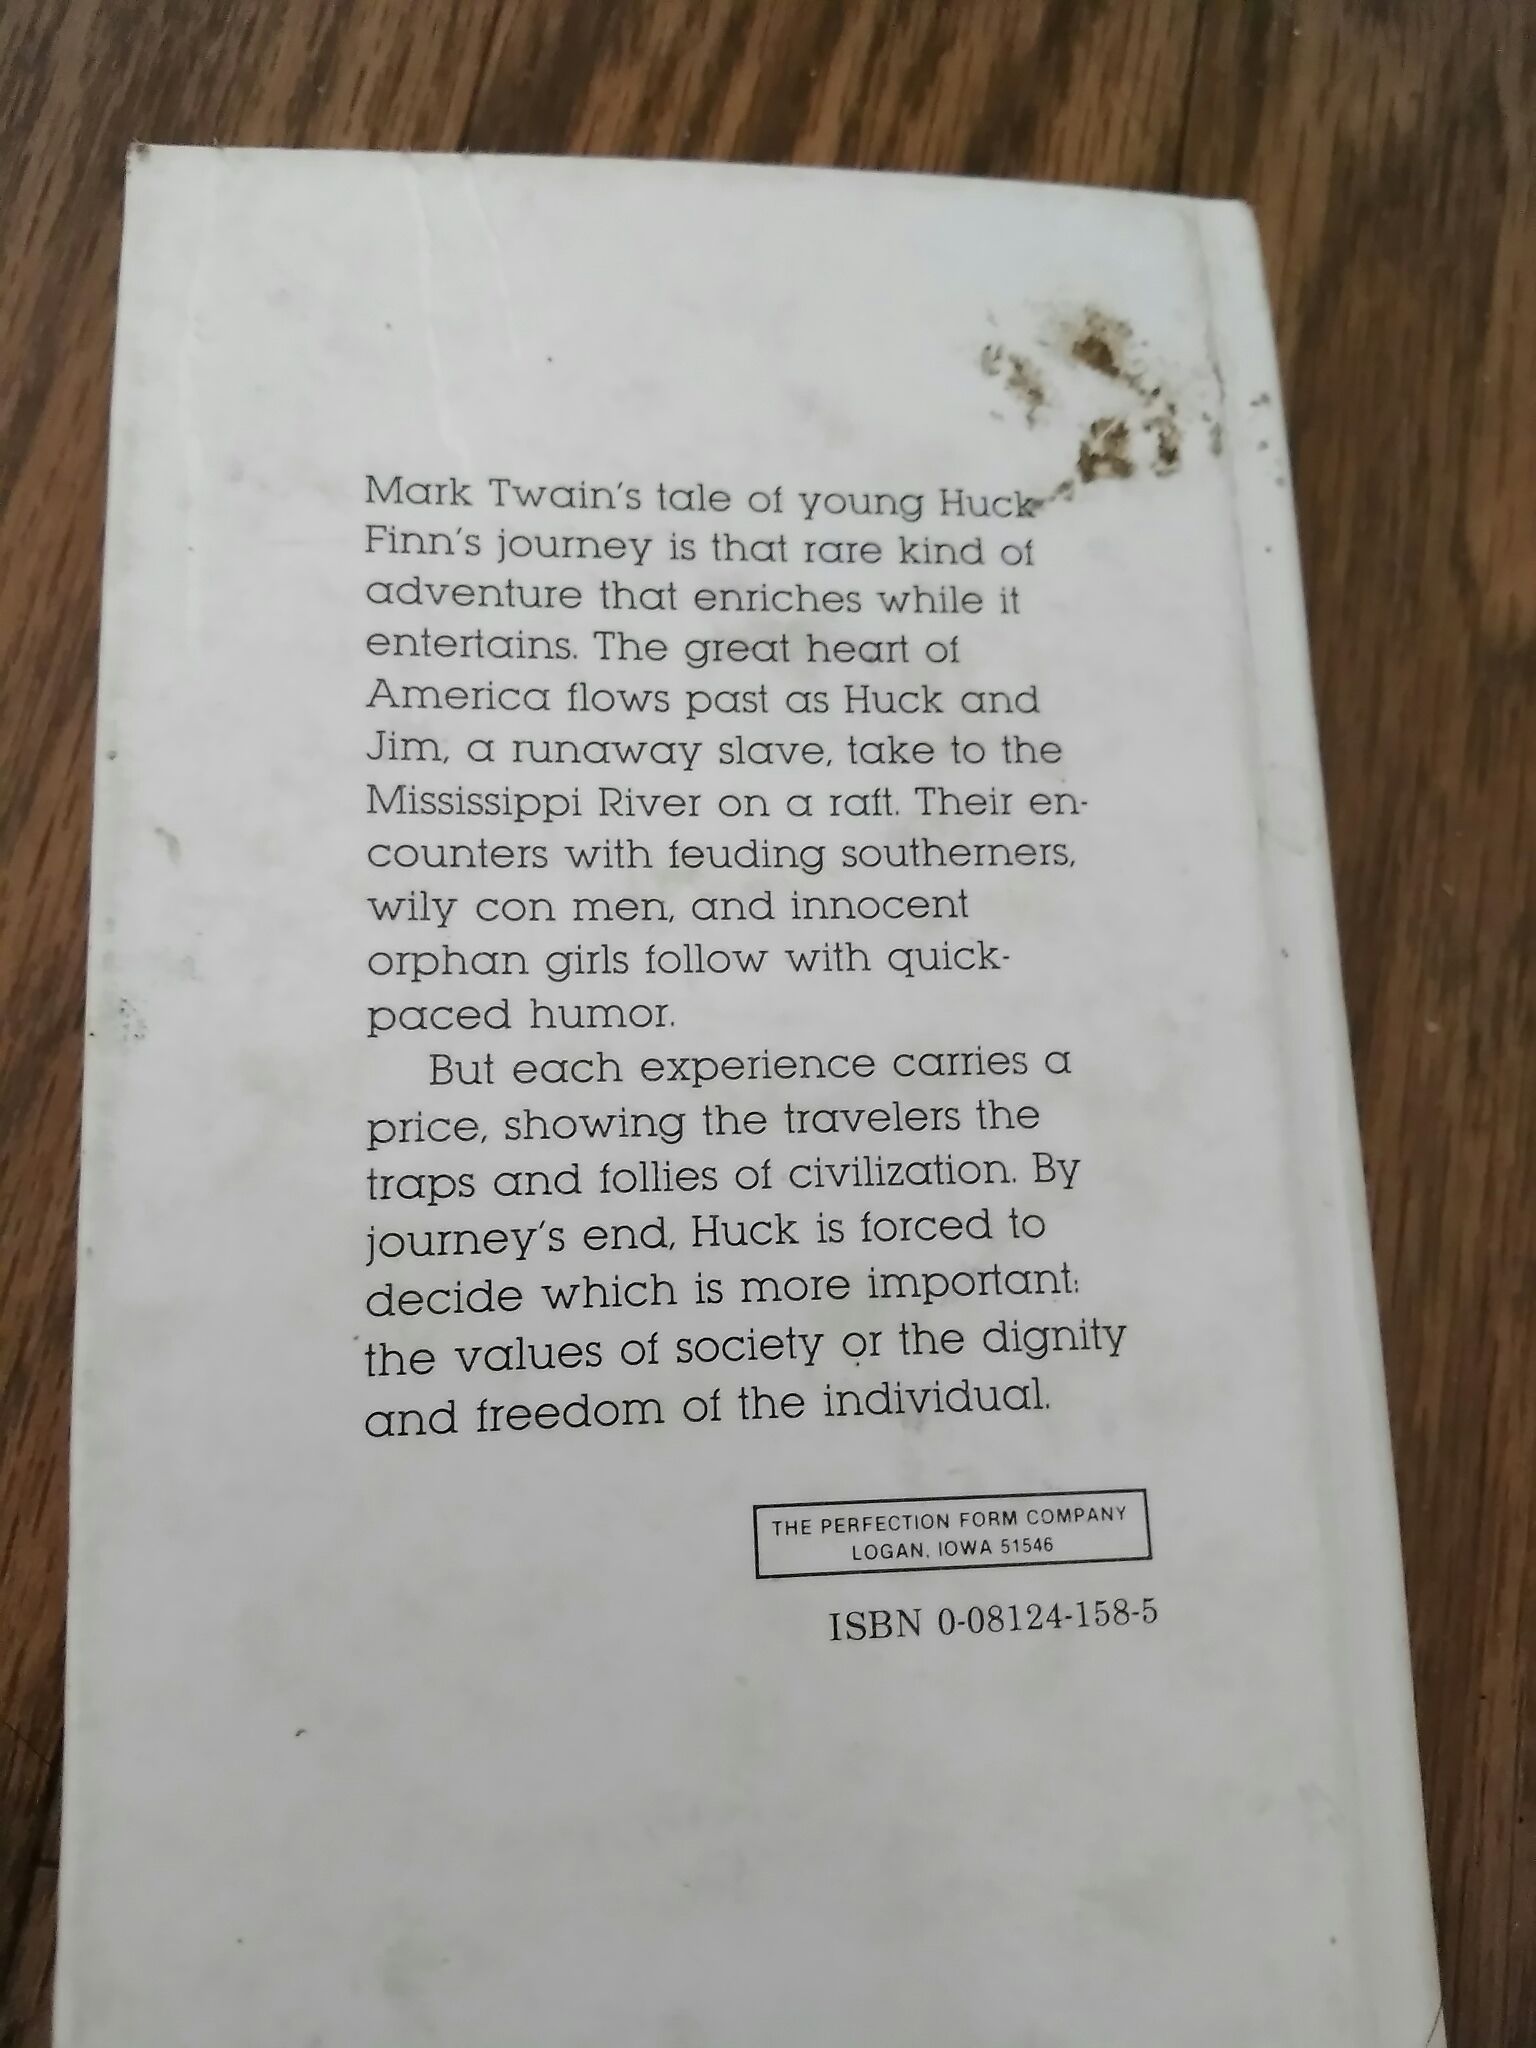 Mark Twain's tale of young Huck
Finn's journey is that rare kind of
adventure that enriches while it
entertains. The great heart of
America flows past as Huck and
Jim, a runaway slave, take to the
Mississippi River on a raft. Their en-
counters with feuding southerners,
wily con men, and innocent
orphan girls follow with quick-
paced humor.
But each experience carries a
price, showing the travelers the
traps and follies of civilization. By
journey's end, Huck is forced to
decide which is more important:
the values of society or the dignity
and freedom of the individual.
THE PERFECTION FORM COMPANY
LOGAN, IOWA 51546
ISBN 0-08124-158-5